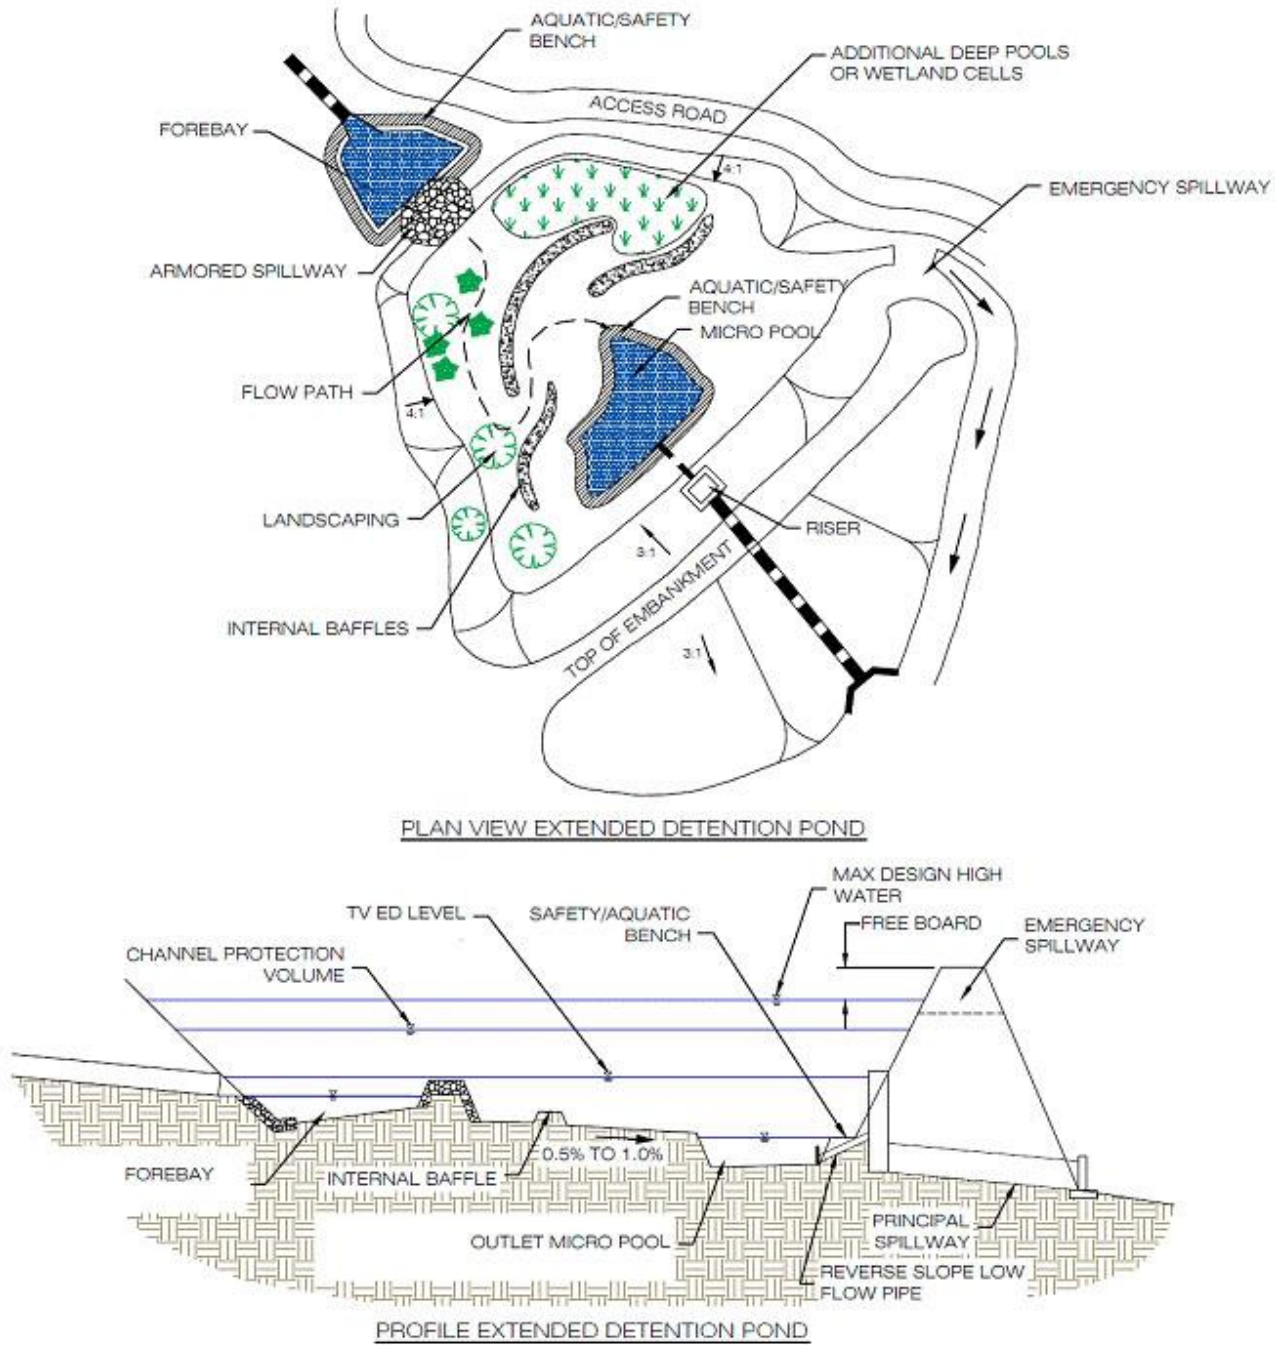 AQUATIC/SAFETY
BENCH
ADDITIONAL DEEP POOLS
OR WETLAND CELLS
ACCESS ROAD
FOREBAY
4:1
EMERGENCY SPILLWAY
ARMORED SPILLWAY
AQUATIC/SAFETY
BENCH
MICRO POOL
FLOW PATH
4:1
LANDSCAPING
RISER
3:1
INTERNAL BAFFLES
TOP OF EMBANKMENT
3:1
PLAN VIEW EXTENDED DETENTION POND
MAX DESIGN HIGH
WATER
TV ED LEVEL
SAFETY/AQUATIC
BENCH
FREE BOARD
EMERGENCY
SPILLWAY
CHANNEL PROTECTION
VOLUME
0.5% TO 1.0%
FOREBAY
INTERNAL BAFFLE
OUTLET MICRO POOL
PRINCIPAL
SPILLWAY
REVERSE SLOPE LOW
FLOW PIPE
PROFILE EXTENDED DETENTION POND